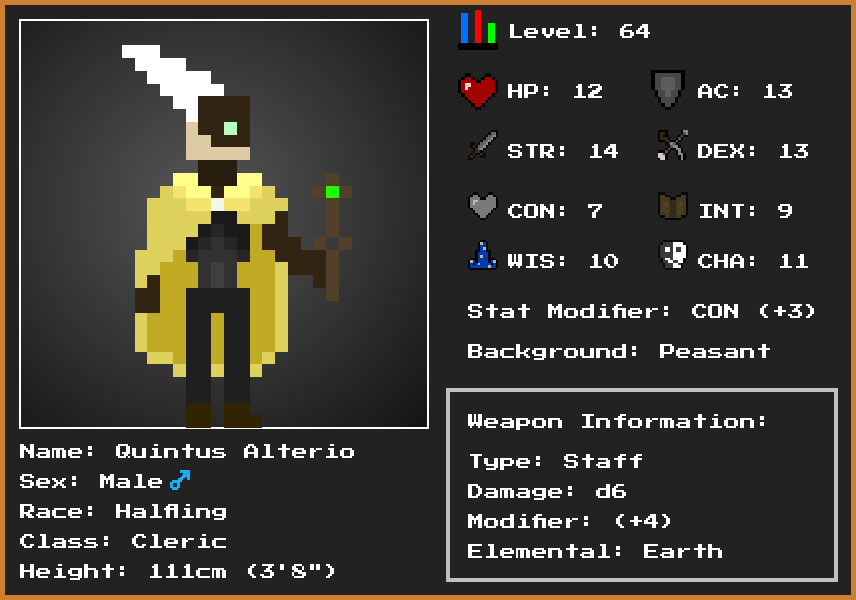 Level: 64
HP: 12
AC: 13
STR: 14
DEX: 13
CON: 7
INT: 9
WIS: 10
CHA: 11
Stat Modifier: CON (+3)
Background: Peasant
Weapon Information:
Type: Staff
Damage: d6
Modifier: (+4)
Elemental: Earth
Name: Quintus Alterio
Sex: Male♂
Race: Halfling
Class: Cleric
Height: 111cm (3'8")